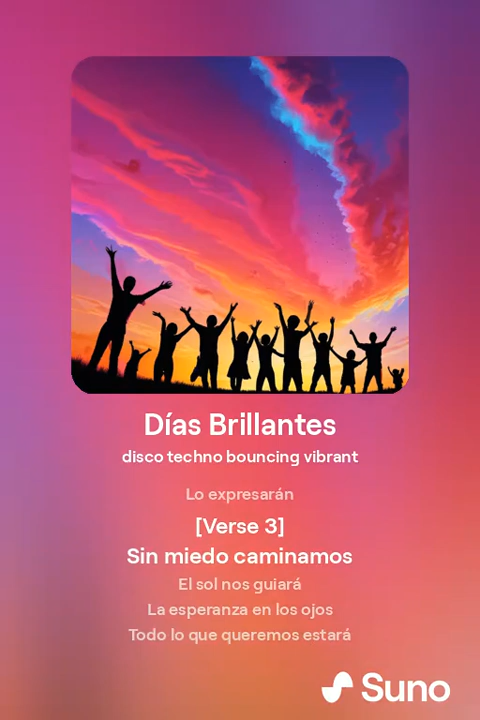 Días Brillantes
disco techno bouncing vibrant
Lo expresarán
[Verse 3]
Sin miedo caminamos
El sol nos guiará
La esperanza en los ojos
Todo lo que queremos estará
Suno